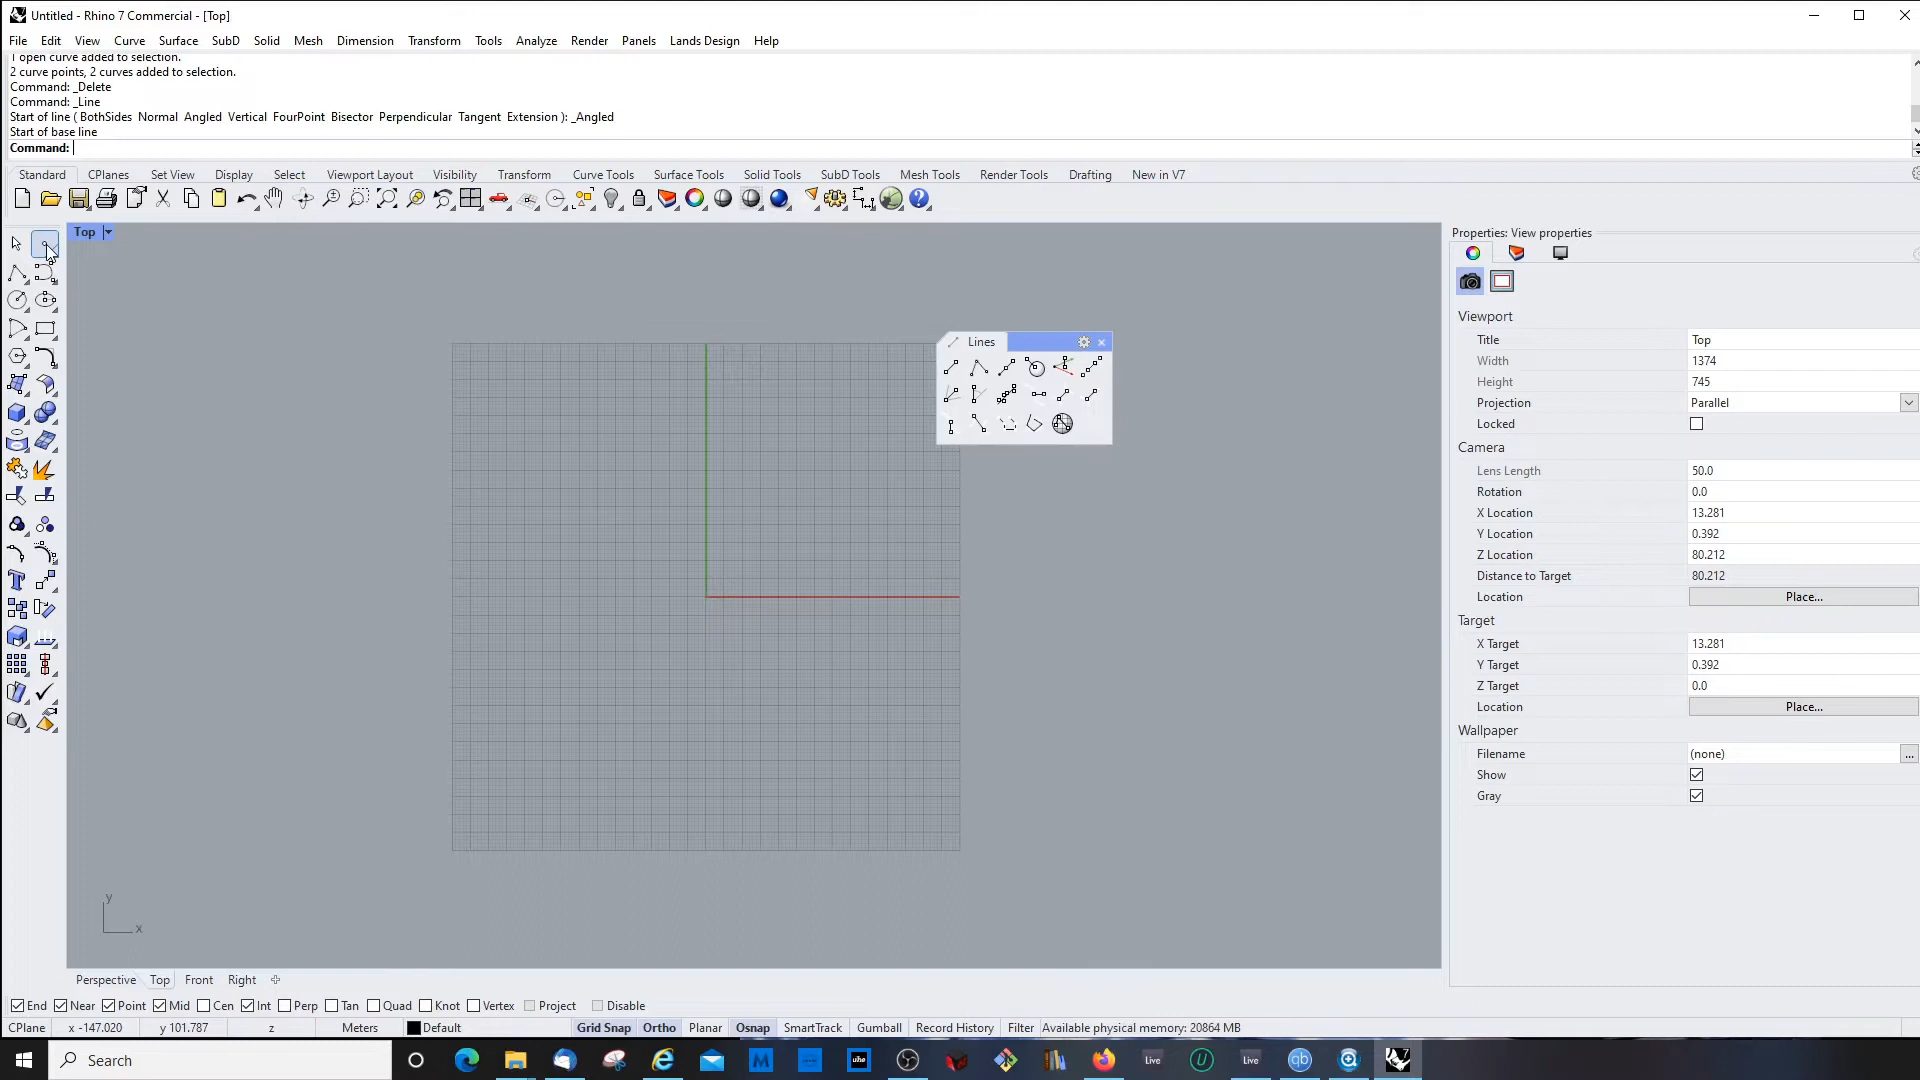 Untitled - Rhino 7 Commercial - [Top]
File Edit View Curve Surface SubD Solid Mesh Dimension Transform Tools Analyze Render Panels Lands Design Help
1 open curve added to selection.
2 curve points, 2 curves added to selection.
Command: _Delete
Command: _Line
Start of line ( BothSides Normal Angled Vertical FourPoint Bisector Perpendicular Tangent Extension ): _Angled
Start of base line
Command:
Standard CPlanes Set View Display Select Viewport Layout Visibility Transform Curve Tools Surface Tools Solid Tools SubD Tools Mesh Tools Render Tools Drafting New in V7
Top
Lines
Properties: View properties
Viewport
Title Top
Width 1374
Height 745
Projection Parallel
Locked
Camera
Lens Length 50.0
Rotation 0.0
X Location 13.281
Y Location 0.392
Z Location 80.212
Distance to Target 80.212
Location Place...
Target
X Target 13.281
Y Target 0.392
Z Target 0.0
Location Place...
Wallpaper
Filename (none) ...
Show
Gray
y
x
Perspective Top Front Right
End Near Point Mid Cen Int Perp Tan Quad Knot Vertex Project Disable
CPlane x -147.020 y 101.787 z Meters Default Grid Snap Ortho Planar Osnap SmartTrack Gumball Record History Filter Available physical memory: 20864 MB
Search M uhe Live U Live qb